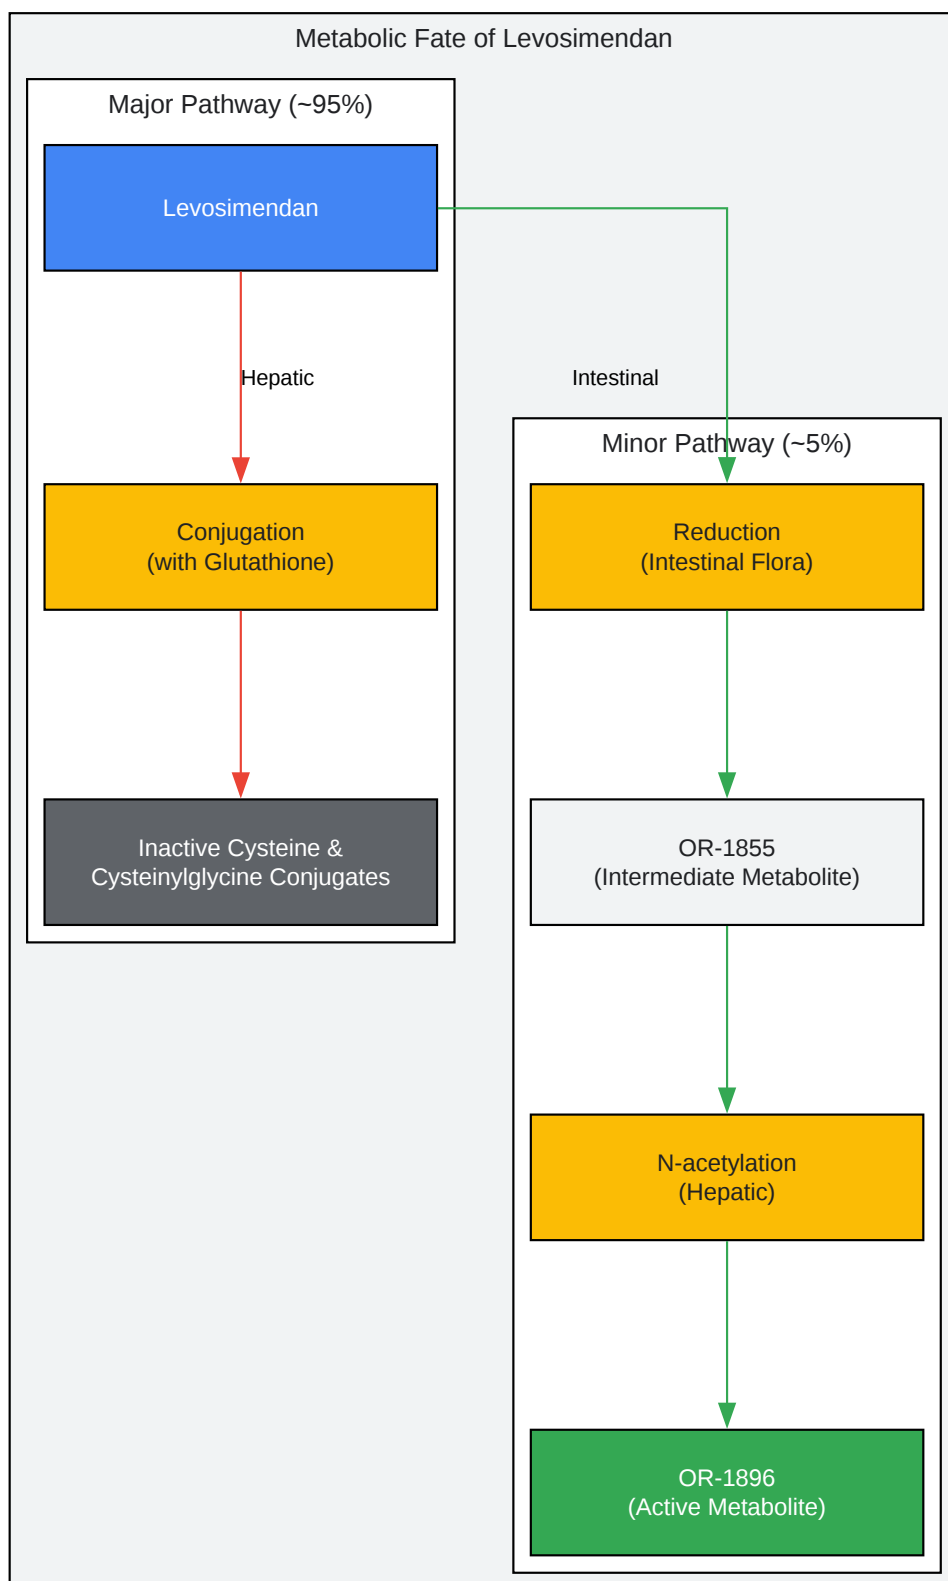 Metabolic Fate of Levosimendan
Major Pathway (~95%)
Levosimendan
Hepatic
Conjugation
(with Glutathione)
Inactive Cysteine &
Cysteinylglycine Conjugates
Intestinal
Minor Pathway (~5%)
Reduction
(Intestinal Flora)
OR-1855
(Intermediate Metabolite)
N-acetylation
(Hepatic)
OR-1896
(Active Metabolite)